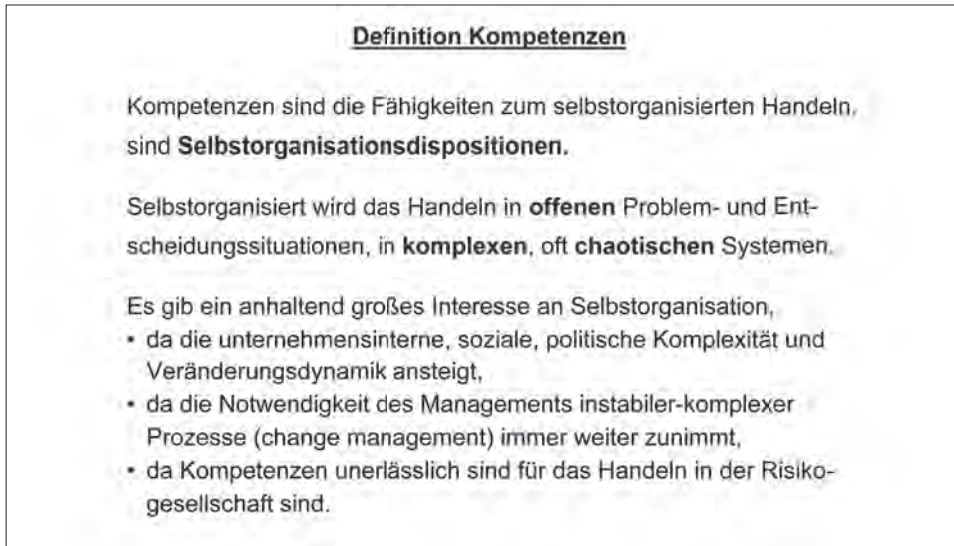 Definition Kompetenzen
Kompetenzen sind die Fähigkeiten zum selbstorganisierten Handeln,
sind Selbstorganisationsdispositionen.
Selbstorganisiert wird das Handeln in offenen Problem- und Ent-
scheidungssituationen, in komplexen, oft chaotischen Systemen.
Es gib ein anhaltend großes Interesse an Selbstorganisation,
• da die unternehmensinterne, soziale, politische Komplexität und
Veränderungsdynamik ansteigt,
• da die Notwendigkeit des Managements instabiler-komplexer
Prozesse (change management) immer weiter zunimmt,
• da Kompetenzen unerlässlich sind für das Handeln in der Risiko-
gesellschaft sind.